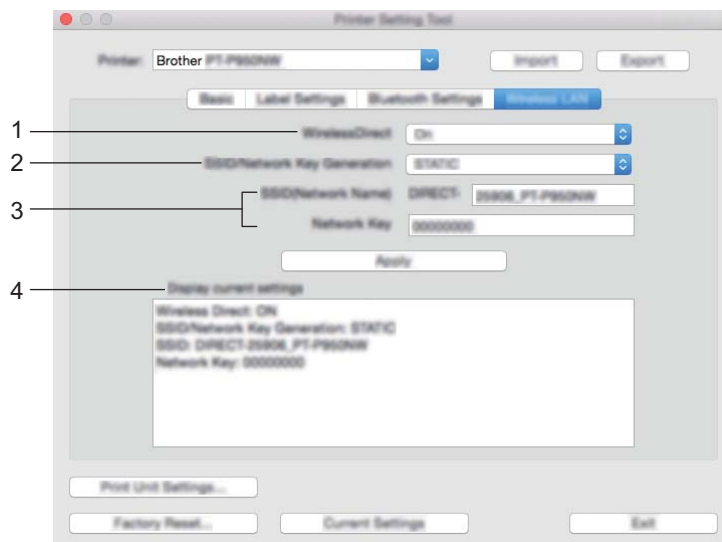 Printer Setting Tool
Printer: Brother PT-P950NW
Import Export
Basic Label Settings Bluetooth Settings Wireless LAN
1 WirelessDirect On
2 SSID/Network Key Generation STATIC
3 SSID(Network Name) DIRECT- 25908_PT-P950NW
Network Key 00000000
Apply
4 Display current settings
Wireless Direct: ON
SSID/Network Key Generation: STATIC
SSID: DIRECT-25908_PT-P950NW
Network Key: 00000000
Print Unit Settings...
Factory Reset... Current Settings Exit